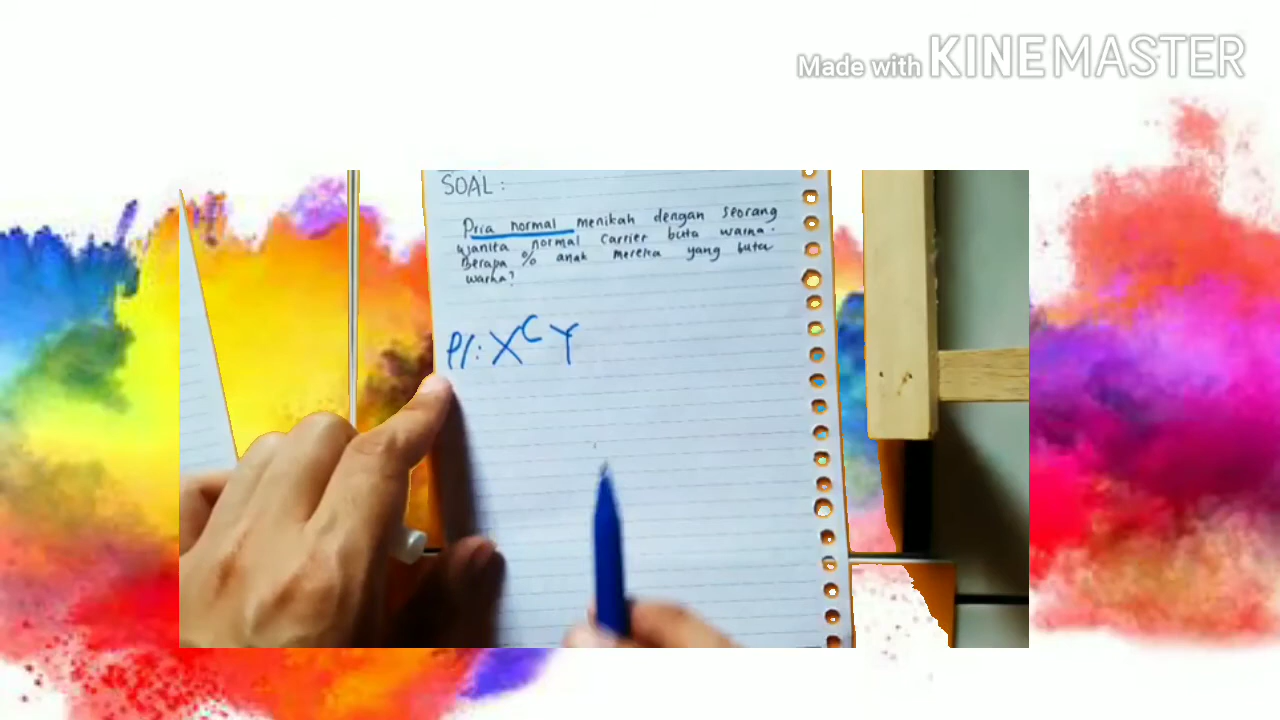 Made with KINEMASTER
SOAL :
Pria normal menikah dengan seorang
wanita normal carrier buta warna.
Berapa % anak mereka yang buta
warna?
P1: X^C Y